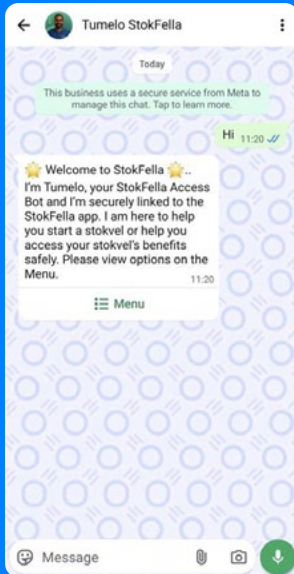 Tumelo StokFella
Today
This business uses a secure service from Meta to
manage this chat. Tap to learn more.
Hi 11:20
🌟 Welcome to StokFella 🌟..
I'm Tumelo, your StokFella Access
Bot and I'm securely linked to the
StokFella app. I am here to help
you start a stokvel or help you
access your stokvel's benefits
safely. Please view options on the
Menu.
11:20
Menu
Message